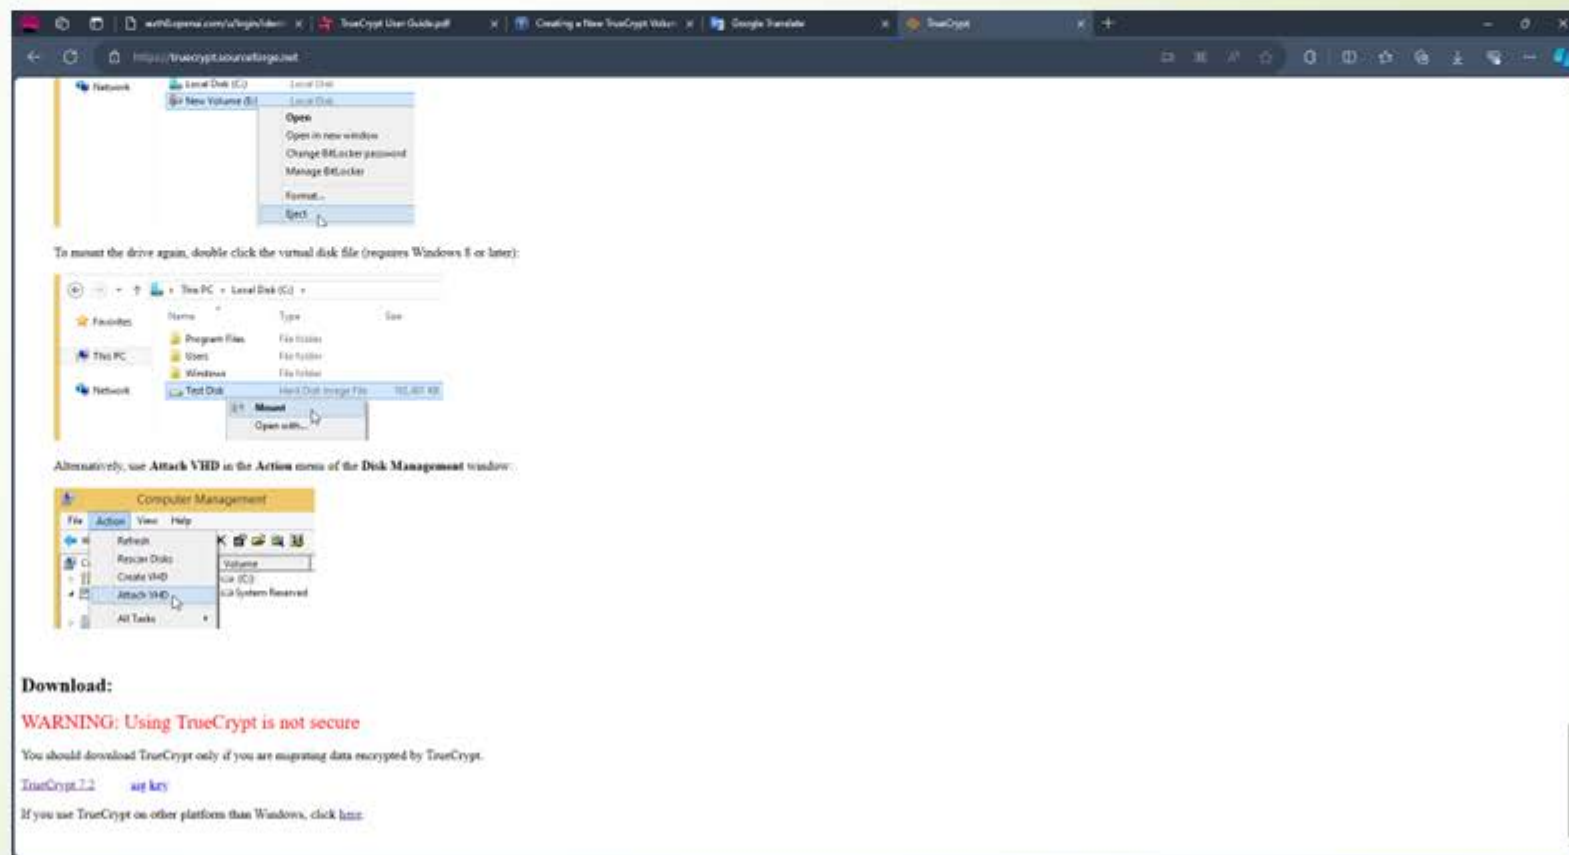 TrueCrypt User Guide.pdf
Creating a New TrueCrypt Volum
Google Translate
TrueCrypt
https://truecrypt.sourceforge.net
Network
Local Disk (C:) Local Disk
New Volume (E:) Local Disk
Open
Open in new window
Change BitLocker password
Manage BitLocker
Format...
Eject
To mount the drive again, double click the virtual disk file (requires Windows 8 or later):
This PC Local Disk (C:)
Name Type Size
Favorites
Program Files File folder
This PC
Users File folder
Windows File folder
Network
Test Disk Hard Disk Image File
Mount
Open with...
Alternatively, use Attach VHD in the Action menu of the Disk Management window:
Computer Management
File Action View Help
Refresh
Rescan Disks
Volume
Create VHD
(C:)
Attach VHD
System Reserved
All Tasks
Download:
WARNING: Using TrueCrypt is not secure
You should download TrueCrypt only if you are migrating data encrypted by TrueCrypt.
TrueCrypt 7.2 sig key
If you use TrueCrypt on other platform than Windows, click here.